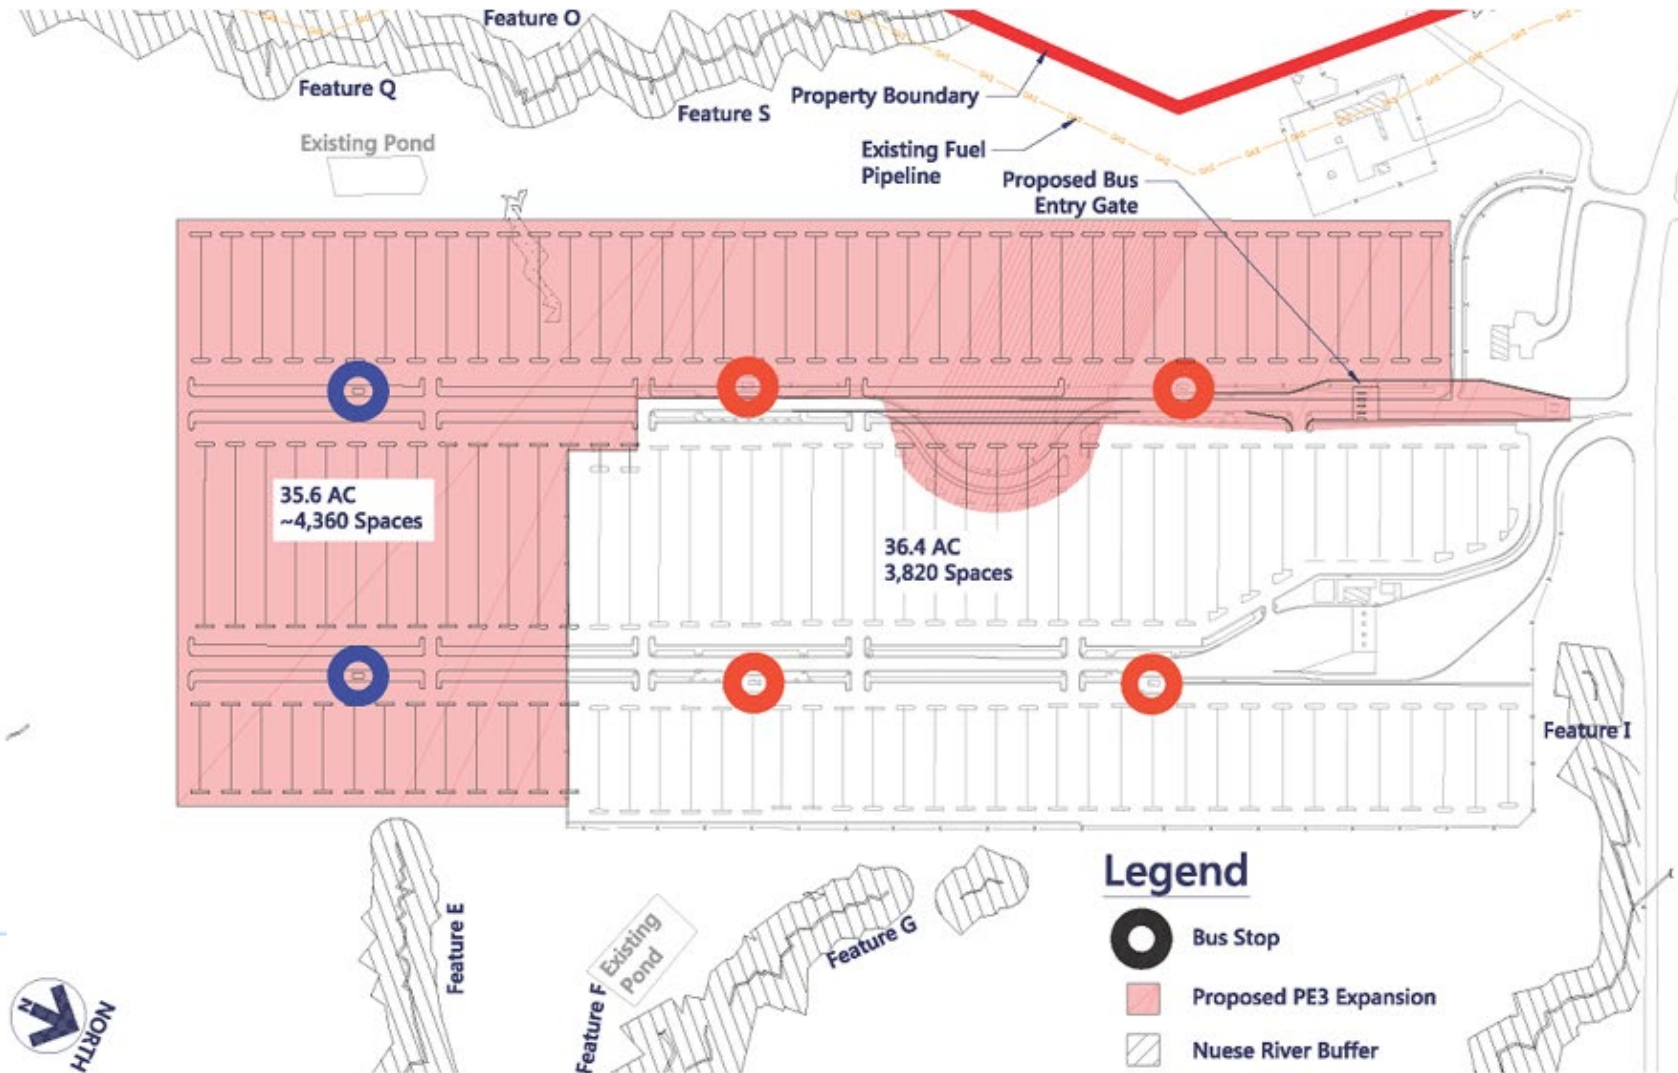 Feature O
Feature Q
Feature S
Property Boundary
Existing Pond
Existing Fuel
Pipeline
Proposed Bus
Entry Gate
35.6 AC
~4,360 Spaces
36.4 AC
3,820 Spaces
Feature I
Feature E
Existing
Pond
Feature F
Feature G
Legend
Bus Stop
Proposed PE3 Expansion
Nuese River Buffer
N
NORTH